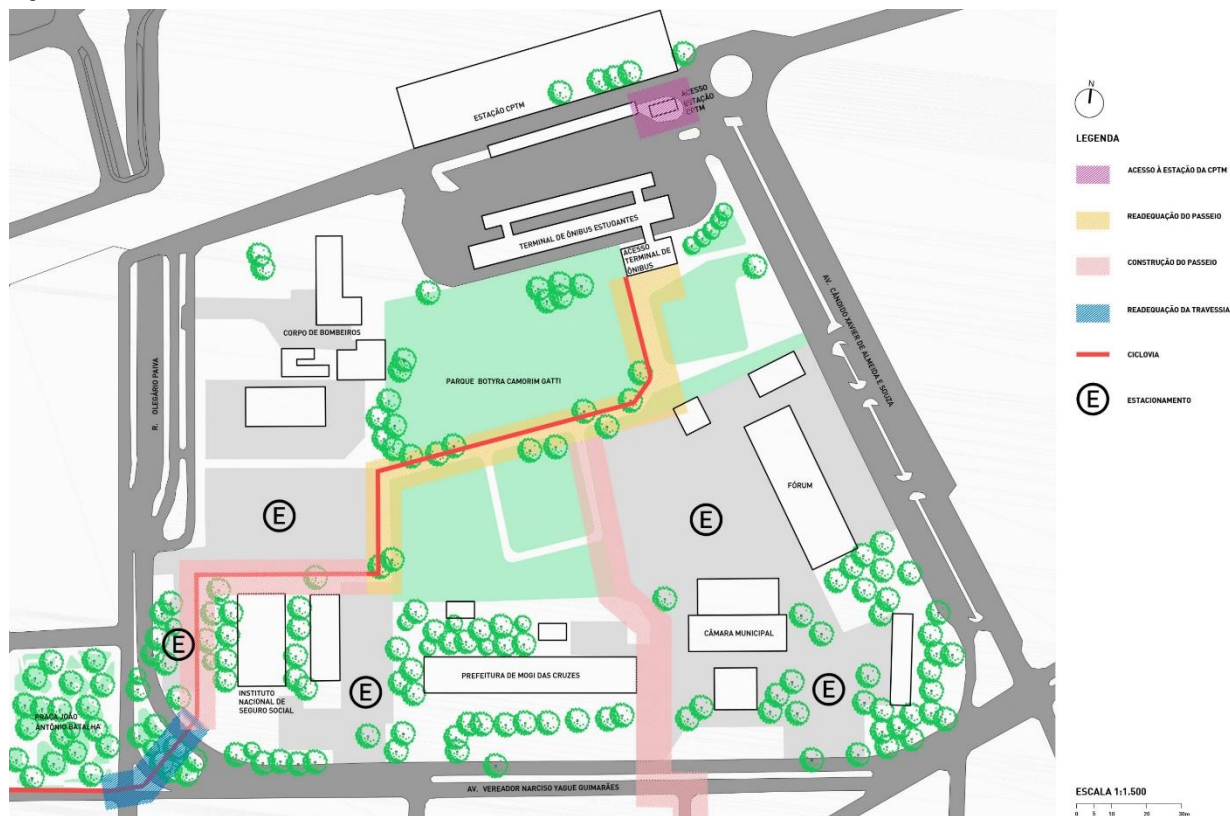 ESTAÇÃO CPTM
ACESSO
ESTAÇÃO
CPTM
TERMINAL DE ÔNIBUS ESTUDANTES
ACESSO
TERMINAL DE
ÔNIBUS
CORPO DE BOMBEIROS
PARQUE BOTYRA CAMORIM GATTI
R. OLEGÁRIO PAIVA
AV. CÂNDIDO XAVIER DE ALMEIDA E SOUZA
FÓRUM
E
E
CÂMARA MUNICIPAL
E
PREFEITURA DE MOGI DAS CRUZES
E
E
INSTITUTO
NACIONAL DE
SEGURO SOCIAL
PRAÇA JOÃO
ANTÔNIO BATALHA
AV. VEREADOR NARCISO YAGUE GUIMARÃES
N
LEGENDA
ACESSO À ESTAÇÃO DA CPTM
READEQUAÇÃO DO PASSEIO
CONSTRUÇÃO DO PASSEIO
READEQUAÇÃO DA TRAVESSIA
CICLOVIA
E ESTACIONAMENTO
ESCALA 1:1.500
0 5 10 20 30m